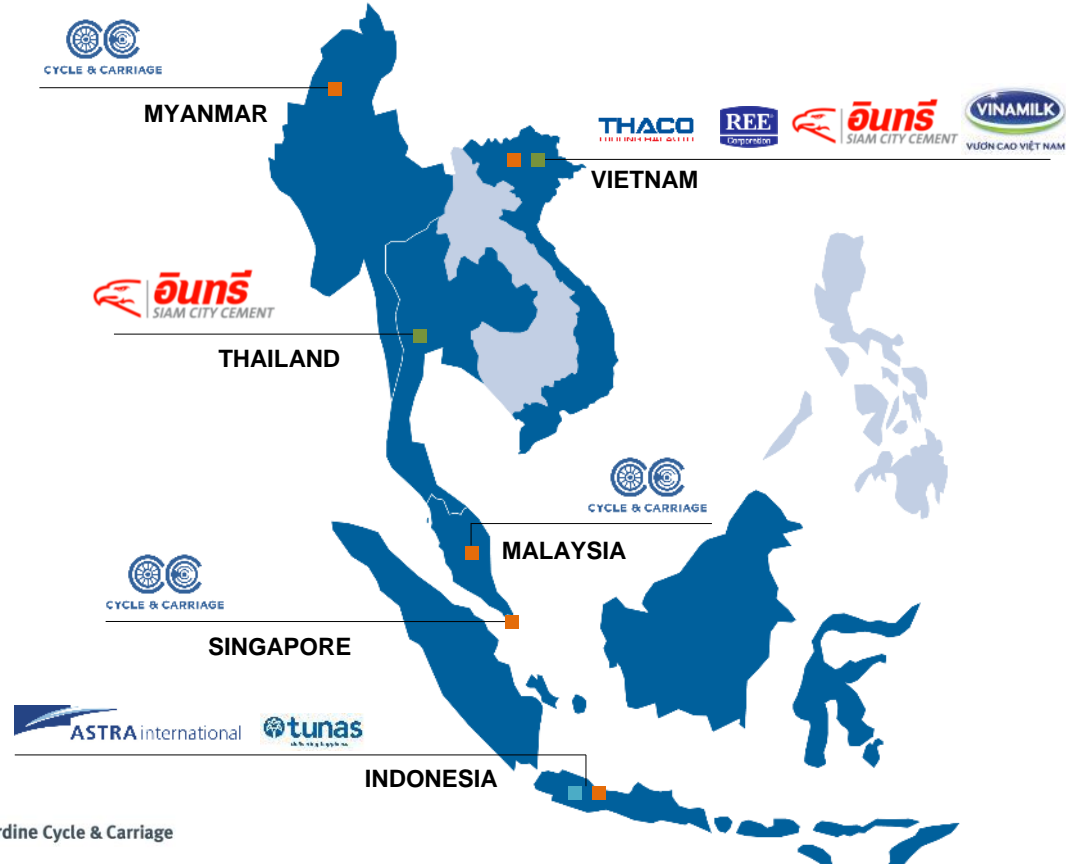 CYCLE & CARRIAGE
MYANMAR
THACO
REE
Corporation
อินทรี
SIAM CITY CEMENT
VINAMILK
VƯƠN CAO VIỆT NAM
VIETNAM
อินทรี
SIAM CITY CEMENT
THAILAND
CYCLE & CARRIAGE
MALAYSIA
CYCLE & CARRIAGE
SINGAPORE
ASTRA international
tunas
INDONESIA
rdine Cycle & Carriage